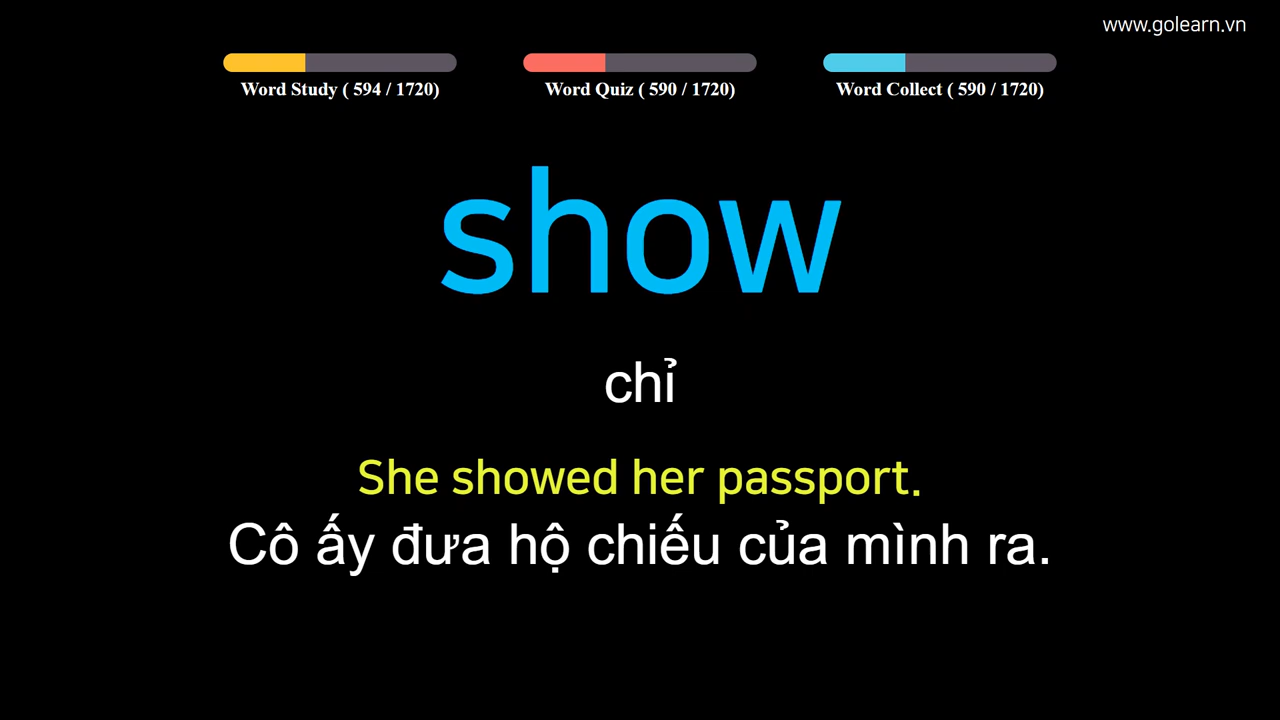 www.golearn.vn
Word Study ( 594 / 1720)
Word Quiz ( 590 / 1720)
Word Collect ( 590 / 1720)
show
chỉ
She showed her passport.
Cô ấy đưa hộ chiếu của mình ra.